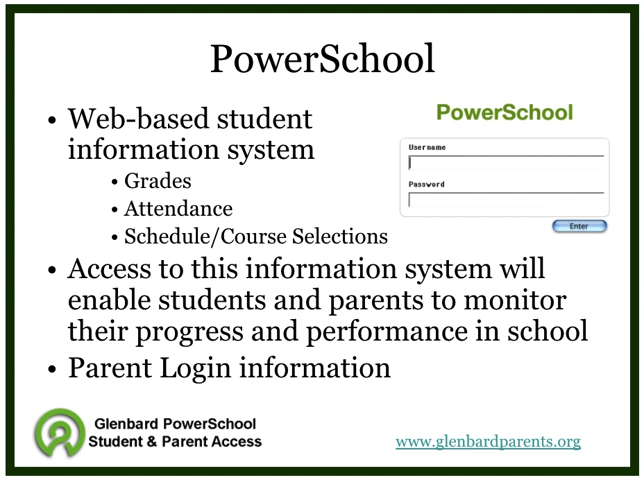 PowerSchool
• Web-based student
information system
• Grades
• Attendance
• Schedule/Course Selections
PowerSchool
Username
Password
Enter
• Access to this information system will
enable students and parents to monitor
their progress and performance in school
• Parent Login information
Glenbard PowerSchool
Student & Parent Access
www.glenbardparents.org